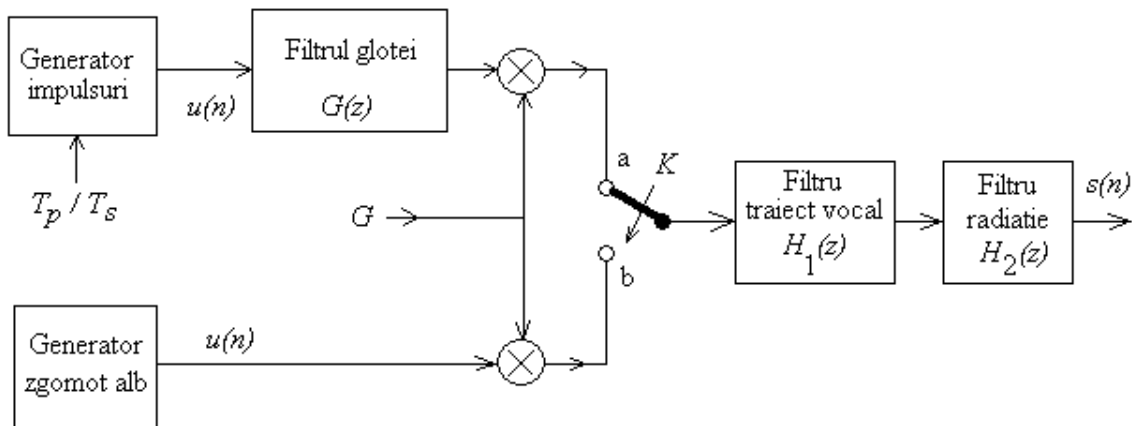 Generator
impulsuri
u(n)
Filtrul glotei
G(z)
T_p / T_s
G
a
K
b
Filtru
traiect vocal
H_1(z)
Filtru
radiatie
H_2(z)
s(n)
Generator
zgomot alb
u(n)